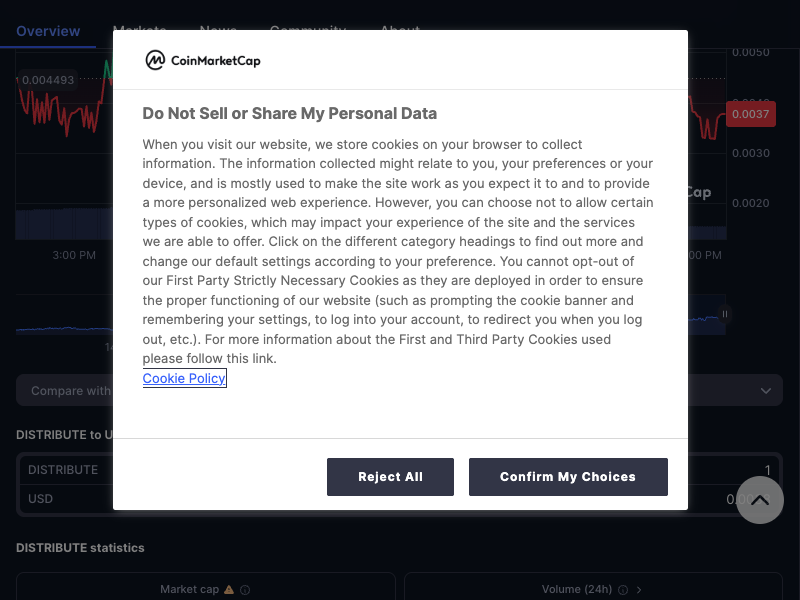 Overview Markets News Community About
CoinMarketCap
Do Not Sell or Share My Personal Data
When you visit our website, we store cookies on your browser to collect
information. The information collected might relate to you, your preferences or your
device, and is mostly used to make the site work as you expect it to and to provide
a more personalized web experience. However, you can choose not to allow certain
types of cookies, which may impact your experience of the site and the services
we are able to offer. Click on the different category headings to find out more and
change our default settings according to your preference. You cannot opt-out of
our First Party Strictly Necessary Cookies as they are deployed in order to ensure
the proper functioning of our website (such as prompting the cookie banner and
remembering your settings, to log into your account, to redirect you when you log
out, etc.). For more information about the First and Third Party Cookies used
please follow this link.
Cookie Policy
Reject All
Confirm My Choices
0.004493
0.0050
0.0037
0.0030
0.0020
3:00 PM
PM
Compare with
DISTRIBUTE to
DISTRIBUTE
1
USD
DISTRIBUTE statistics
Market cap
Volume (24h)